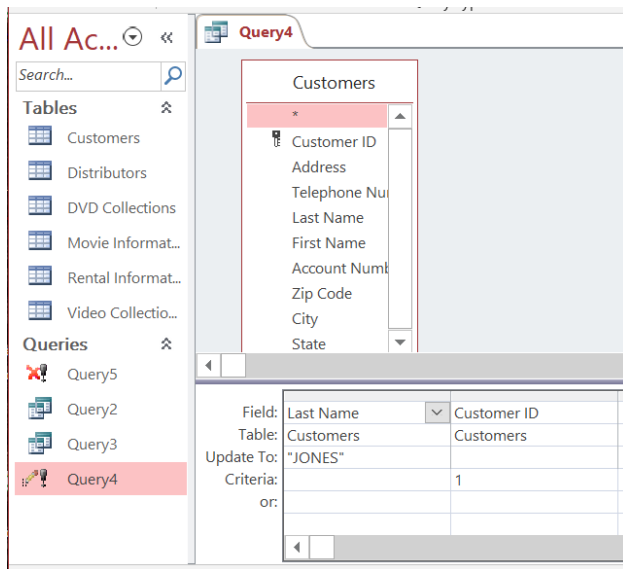 All Ac...
Query4
Search...
Tables
Customers
Distributors
DVD Collections
Movie Informat...
Rental Informat...
Video Collectio...
Queries
Query5
Query2
Query3
Query4
Customers
*
Customer ID
Address
Telephone Nu
Last Name
First Name
Account Numb
Zip Code
City
State
Field: Last Name Customer ID
Table: Customers Customers
Update To: "JONES"
Criteria: 1
or: